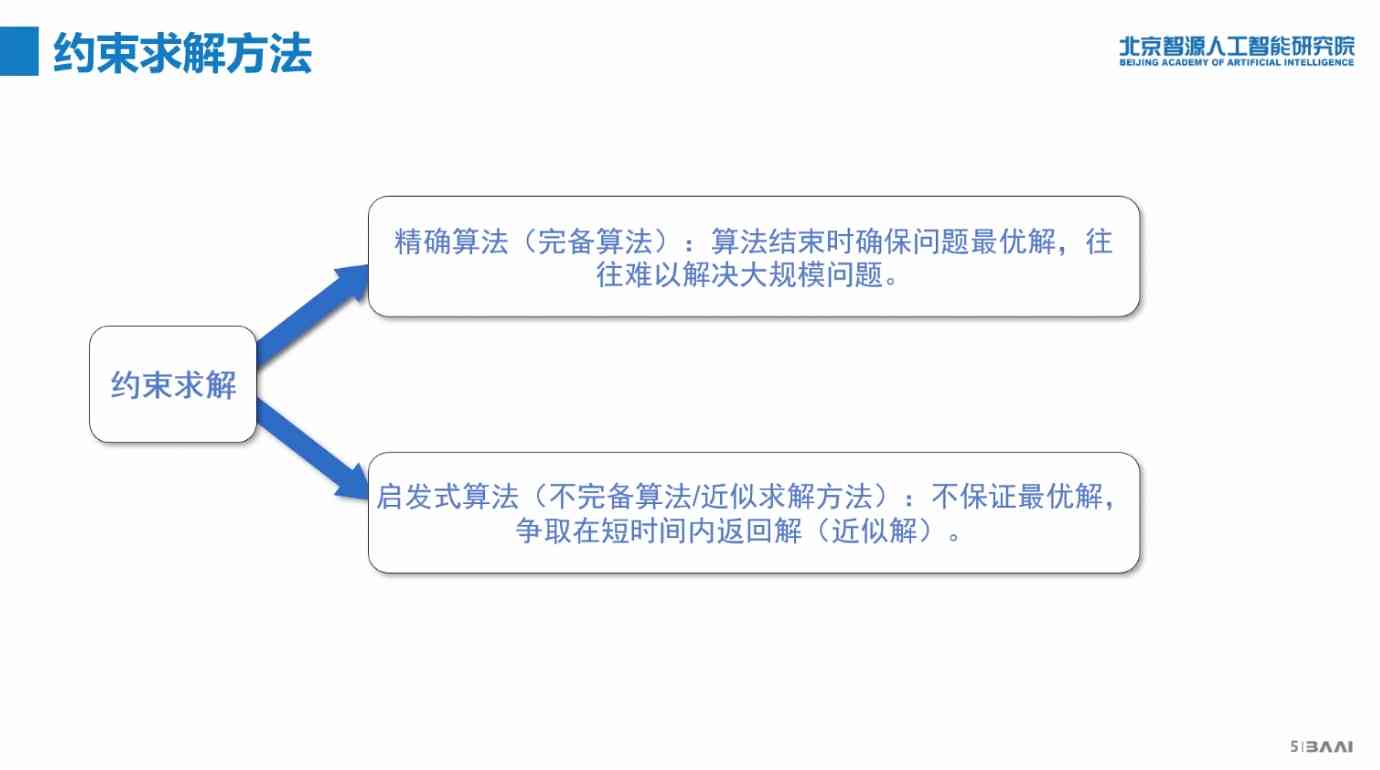 约束求解方法
北京智源人工智能研究院
BEIJING ACADEMY OF ARTIFICIAL INTELLIGENCE
精确算法（完备算法）：算法结束时确保问题最优解，往
往难以解决大规模问题。
约束求解
启发式算法（不完备算法/近似求解方法）：不保证最优解，
争取在短时间内返回解（近似解）。
5 BAAI